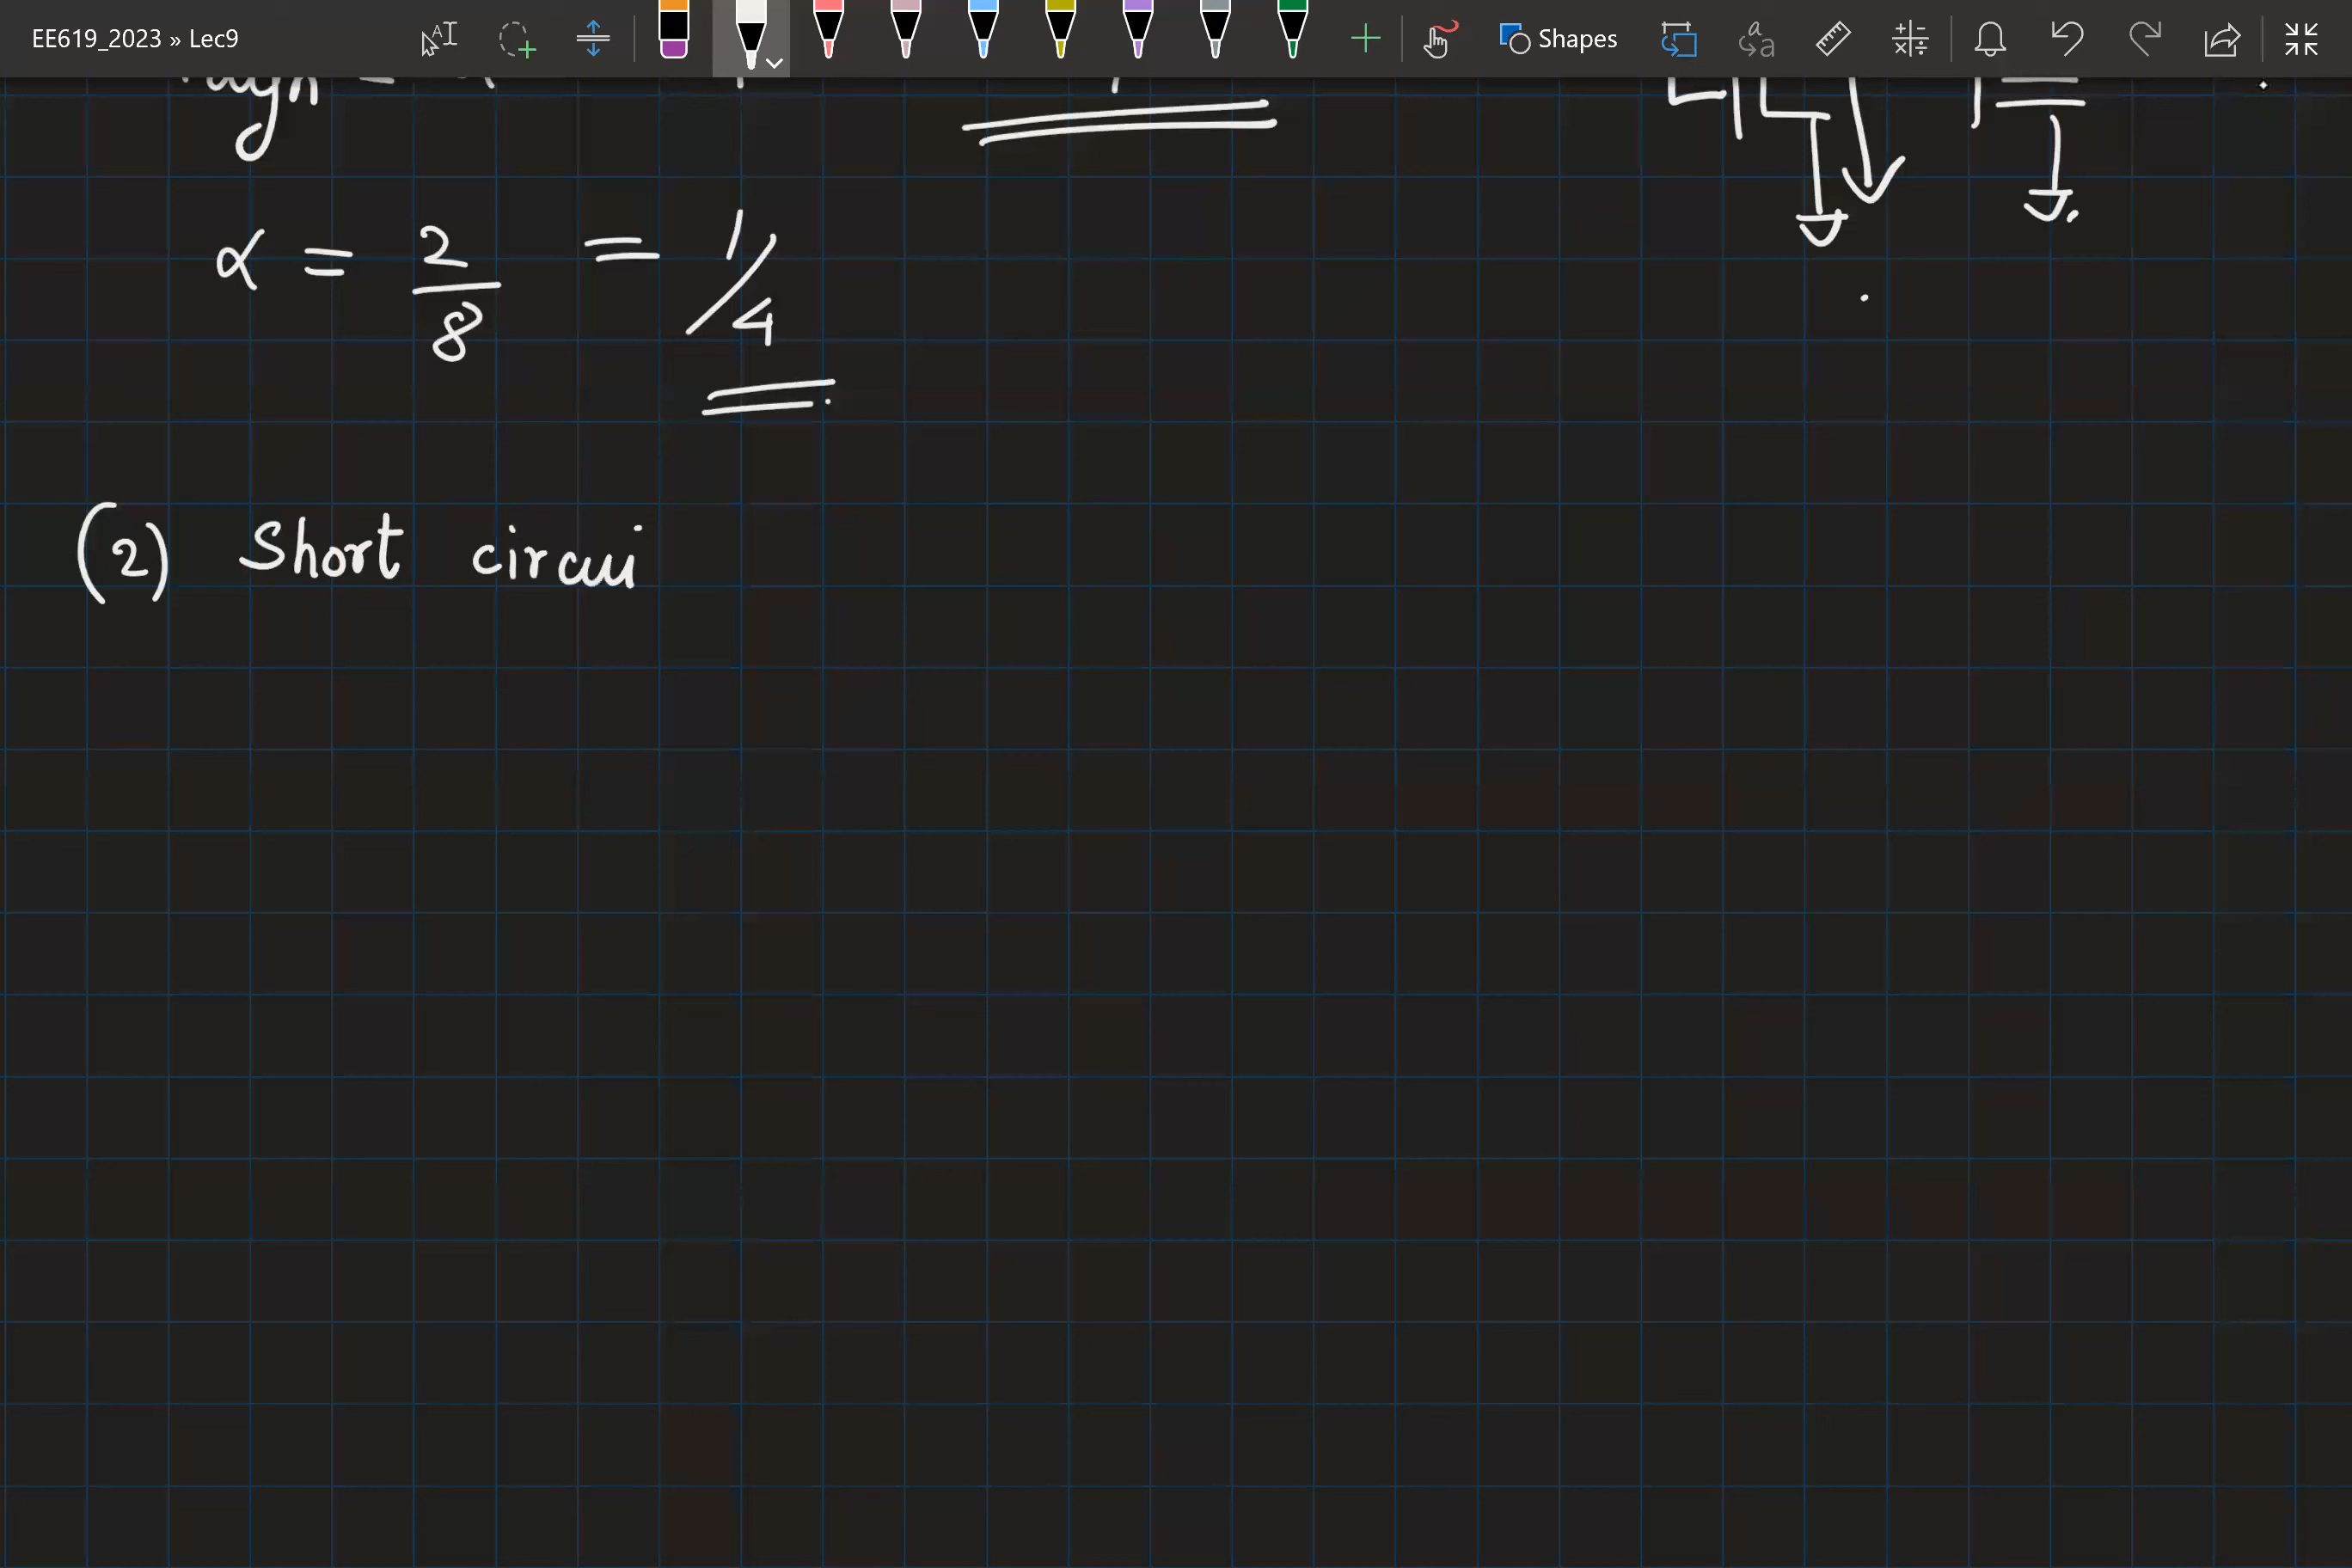 EE619_2023 » Lec9
Shapes
α = 2/8 = 1/4
(2) Short circui